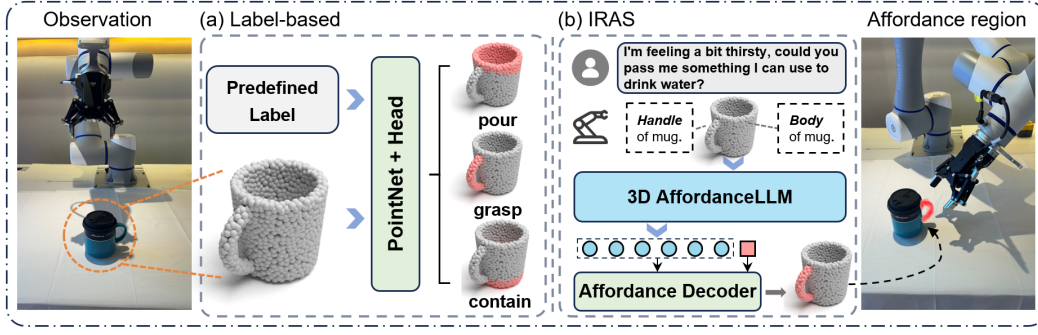 Observation
(a) Label-based
Predefined
Label
PointNet + Head
pour
grasp
contain
(b) IRAS
I'm feeling a bit thirsty, could you
pass me something I can use to
drink water?
Handle
of mug.
Body
of mug.
3D AffordanceLLM
Affordance Decoder
Affordance region